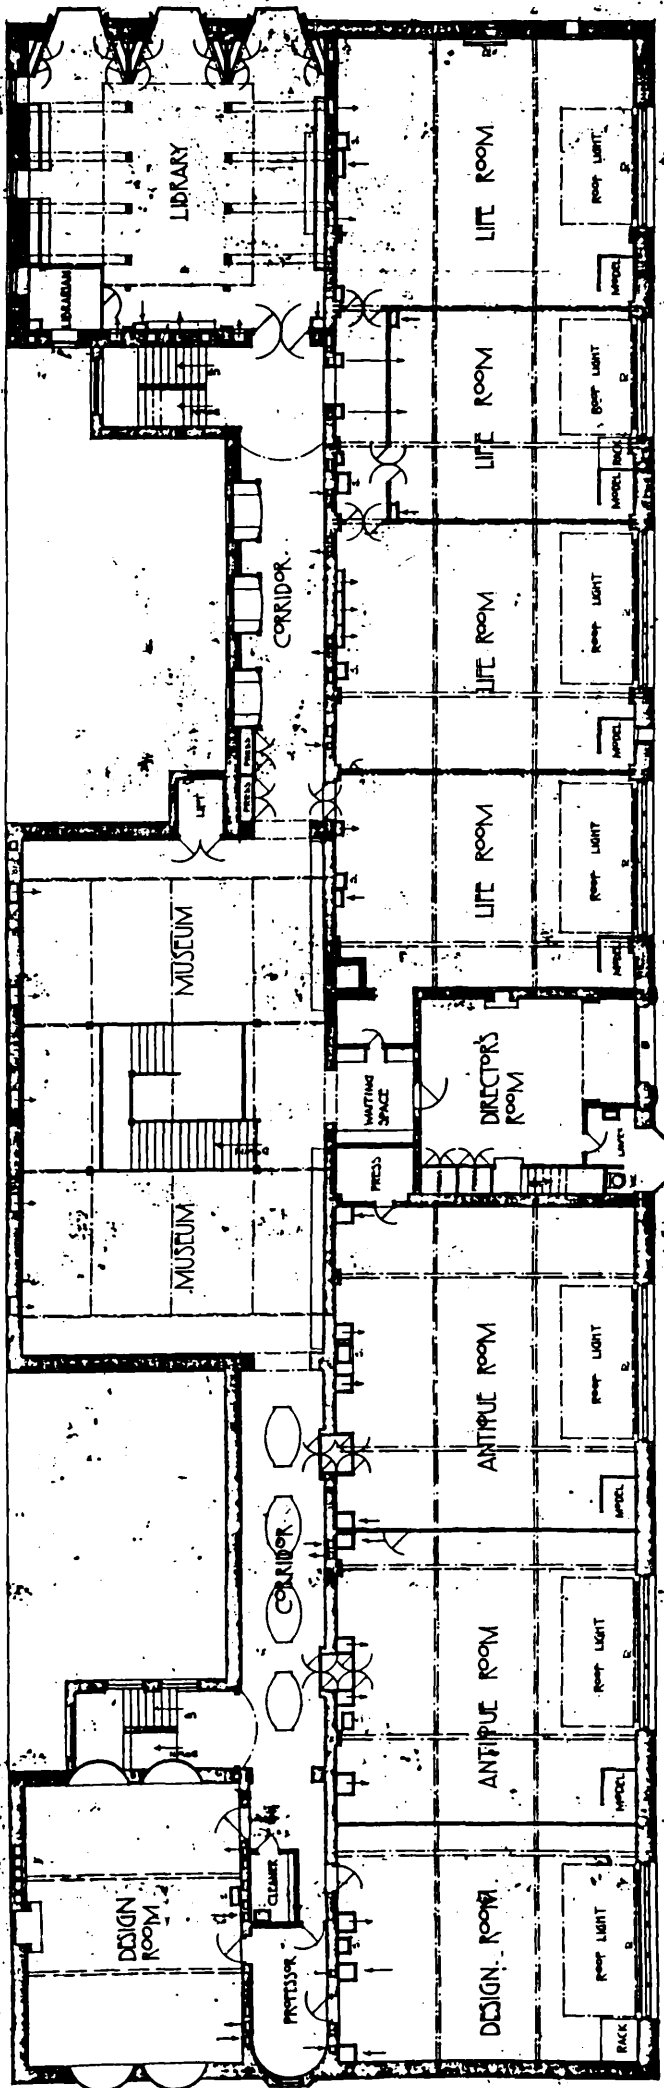 LIBRARY
LIBRARIAN
LIFE ROOM
ROOF LIGHT
MODEL
LIFE ROOM
ROOF LIGHT
RACK
MODEL
CORRIDOR.
LIFE ROOM
ROOF LIGHT
MODEL
PRESS
PRESS
LIFT
LIFE ROOM
ROOF LIGHT
MODEL
MUSEUM
WAITING
SPACE
DIRECTOR'S
ROOM
PRESS
MUSEUM
ANTIQUE ROOM
ROOF LIGHT
MODEL
CORRIDOR
ANTIQUE ROOM
ROOF LIGHT
MODEL
DESIGN
ROOM
CLEANER
PROFESSOR
DESIGN. ROOM
ROOF LIGHT
RACK